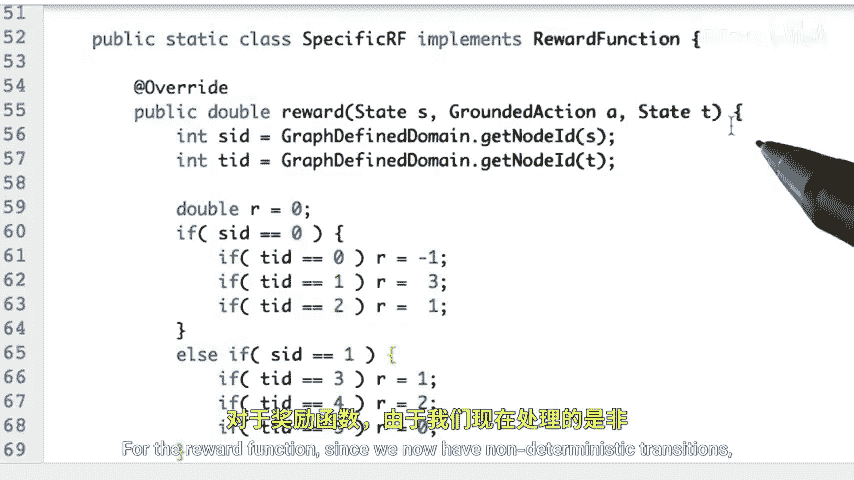 51
52 public static class SpecificRF implements RewardFunction {
53
54 @Override
55 public double reward(State s, GroundedAction a, State t) {
56 int sid = GraphDefinedDomain.getNodeId(s);
57 int tid = GraphDefinedDomain.getNodeId(t);
58
59 double r = 0;
60 if( sid == 0 ) {
61 if( tid == 0 ) r = -1;
62 if( tid == 1 ) r = 3;
63 if( tid == 2 ) r = 1;
64 }
65 else if( sid == 1 ) {
66 if( tid == 3 ) r = 1;
67 if( tid == 4 ) r = 2;
68
69 }
对于奖励函数，由于我们现在处理的是非
For the reward function, since we now have non-deterministic transitions,